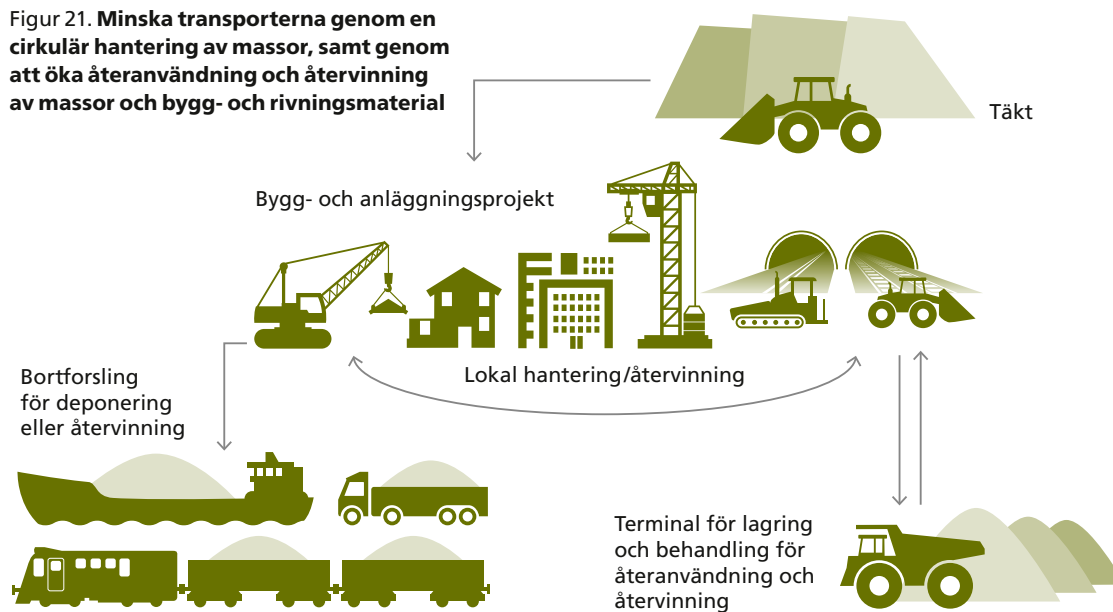 Figur 21. Minska transporterna genom en
cirkulär hantering av massor, samt genom
att öka återanvändning och återvinning
av massor och bygg- och rivningsmaterial
Täkt
Bygg- och anläggningsprojekt
Lokal hantering/återvinning
Bortforsling
för deponering
eller återvinning
Terminal för lagring
och behandling för
återanvändning och
återvinning